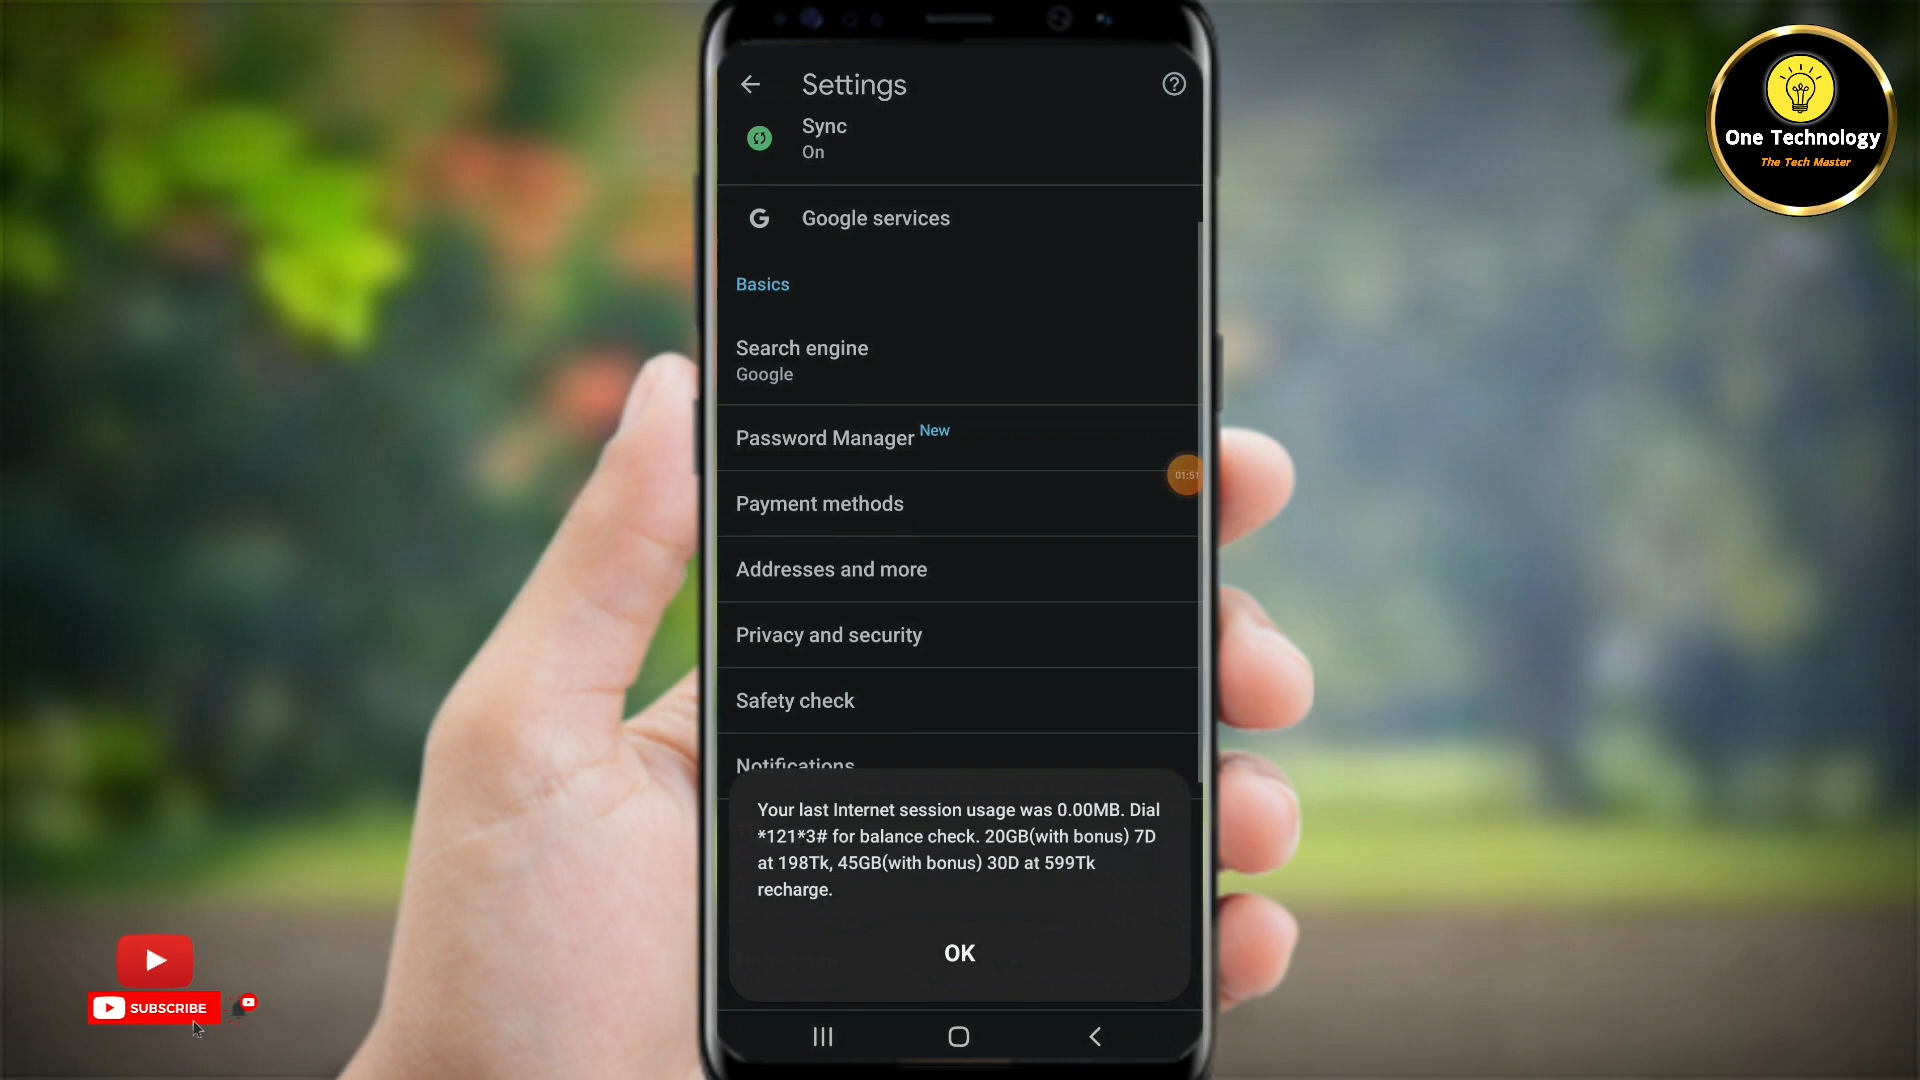 Settings
Sync
On
Google services
Basics
Search engine
Google
Password Manager New
01:51
Payment methods
Addresses and more
Privacy and security
Safety check
Notifications
Your last Internet session usage was 0.00MB. Dial
*121*3# for balance check. 20GB(with bonus) 7D
at 198Tk, 45GB(with bonus) 30D at 599Tk
recharge.
OK
One Technology
The Tech Master
SUBSCRIBE